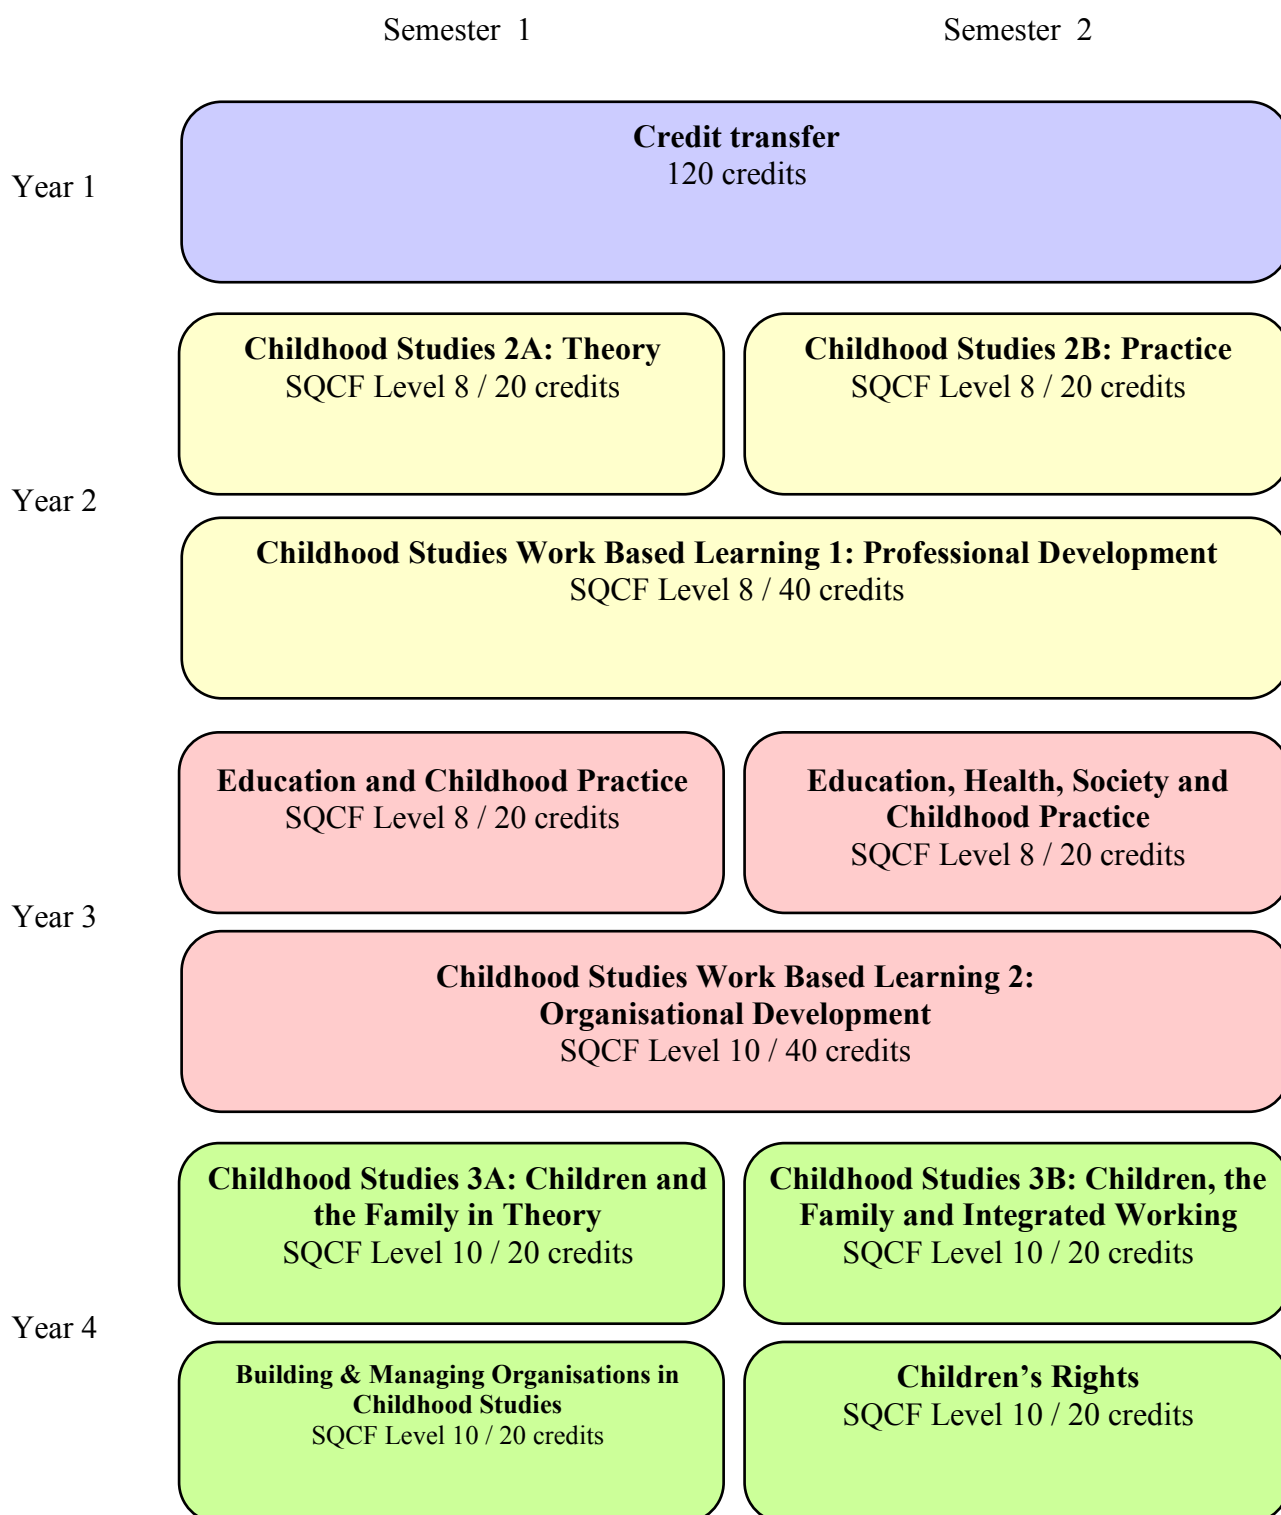 Semester 1
Semester 2
Year 1
Credit transfer
120 credits
Year 2
Childhood Studies 2A: Theory
SQCF Level 8 / 20 credits
Childhood Studies 2B: Practice
SQCF Level 8 / 20 credits
Childhood Studies Work Based Learning 1: Professional Development
SQCF Level 8 / 40 credits
Year 3
Education and Childhood Practice
SQCF Level 8 / 20 credits
Education, Health, Society and
Childhood Practice
SQCF Level 8 / 20 credits
Childhood Studies Work Based Learning 2:
Organisational Development
SQCF Level 10 / 40 credits
Year 4
Childhood Studies 3A: Children and
the Family in Theory
SQCF Level 10 / 20 credits
Childhood Studies 3B: Children, the
Family and Integrated Working
SQCF Level 10 / 20 credits
Building & Managing Organisations in
Childhood Studies
SQCF Level 10 / 20 credits
Children’s Rights
SQCF Level 10 / 20 credits